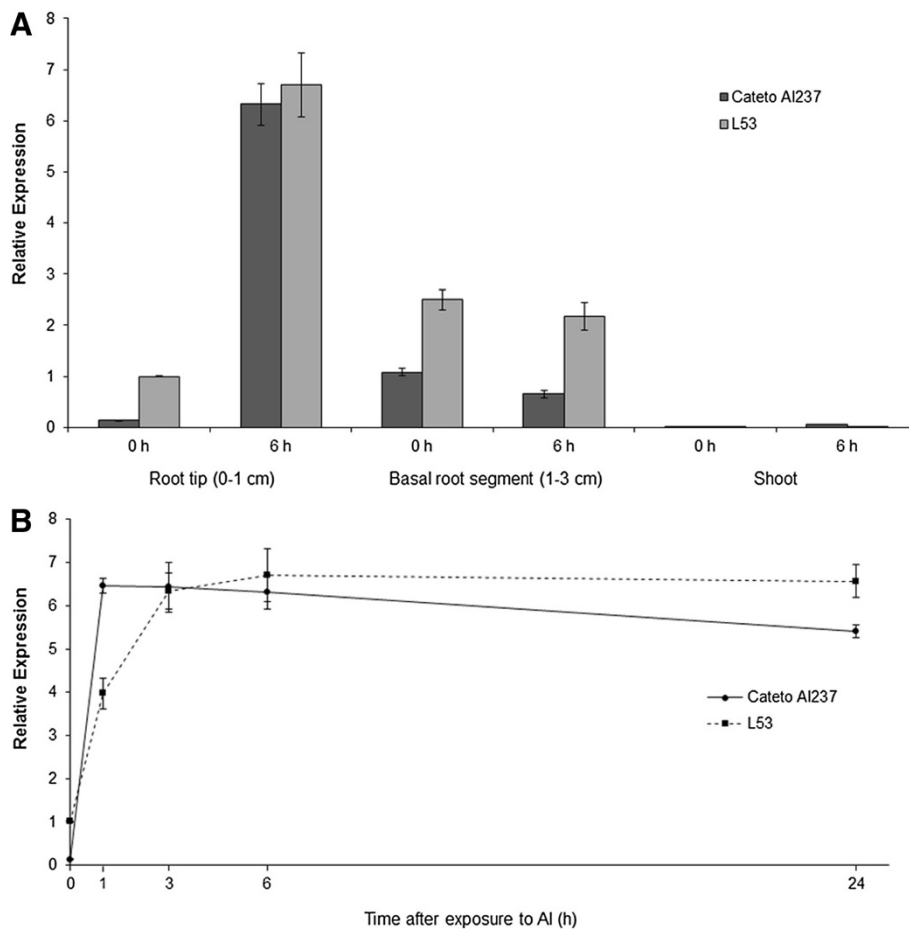 A
Relative Expression
8
7
6
5
4
3
2
1
0
Cateto Al237
L53
0 h 6 h 0 h 6 h 0 h 6 h
Root tip (0-1 cm) Basal root segment (1-3 cm) Shoot
B
Relative Expression
8
7
6
5
4
3
2
1
0
Cateto Al237
L53
0 1 3 6 24
Time after exposure to Al (h)